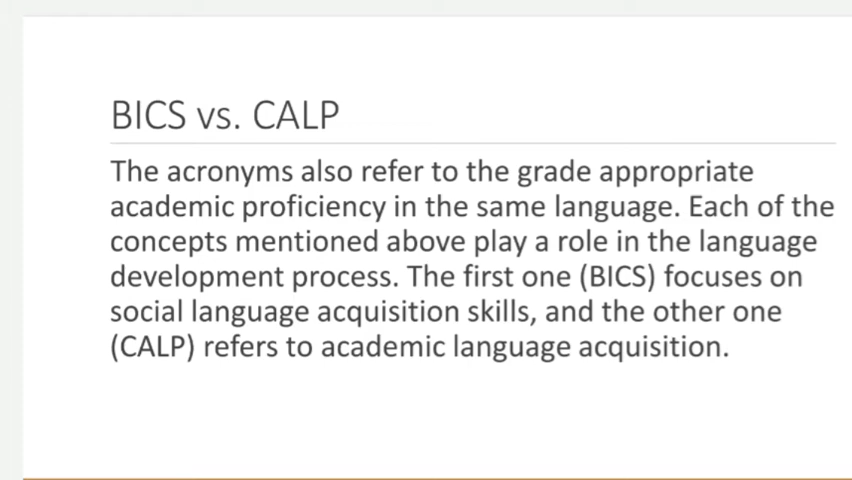 BICS vs. CALP
The acronyms also refer to the grade appropriate
academic proficiency in the same language. Each of the
concepts mentioned above play a role in the language
development process. The first one (BICS) focuses on
social language acquisition skills, and the other one
(CALP) refers to academic language acquisition.